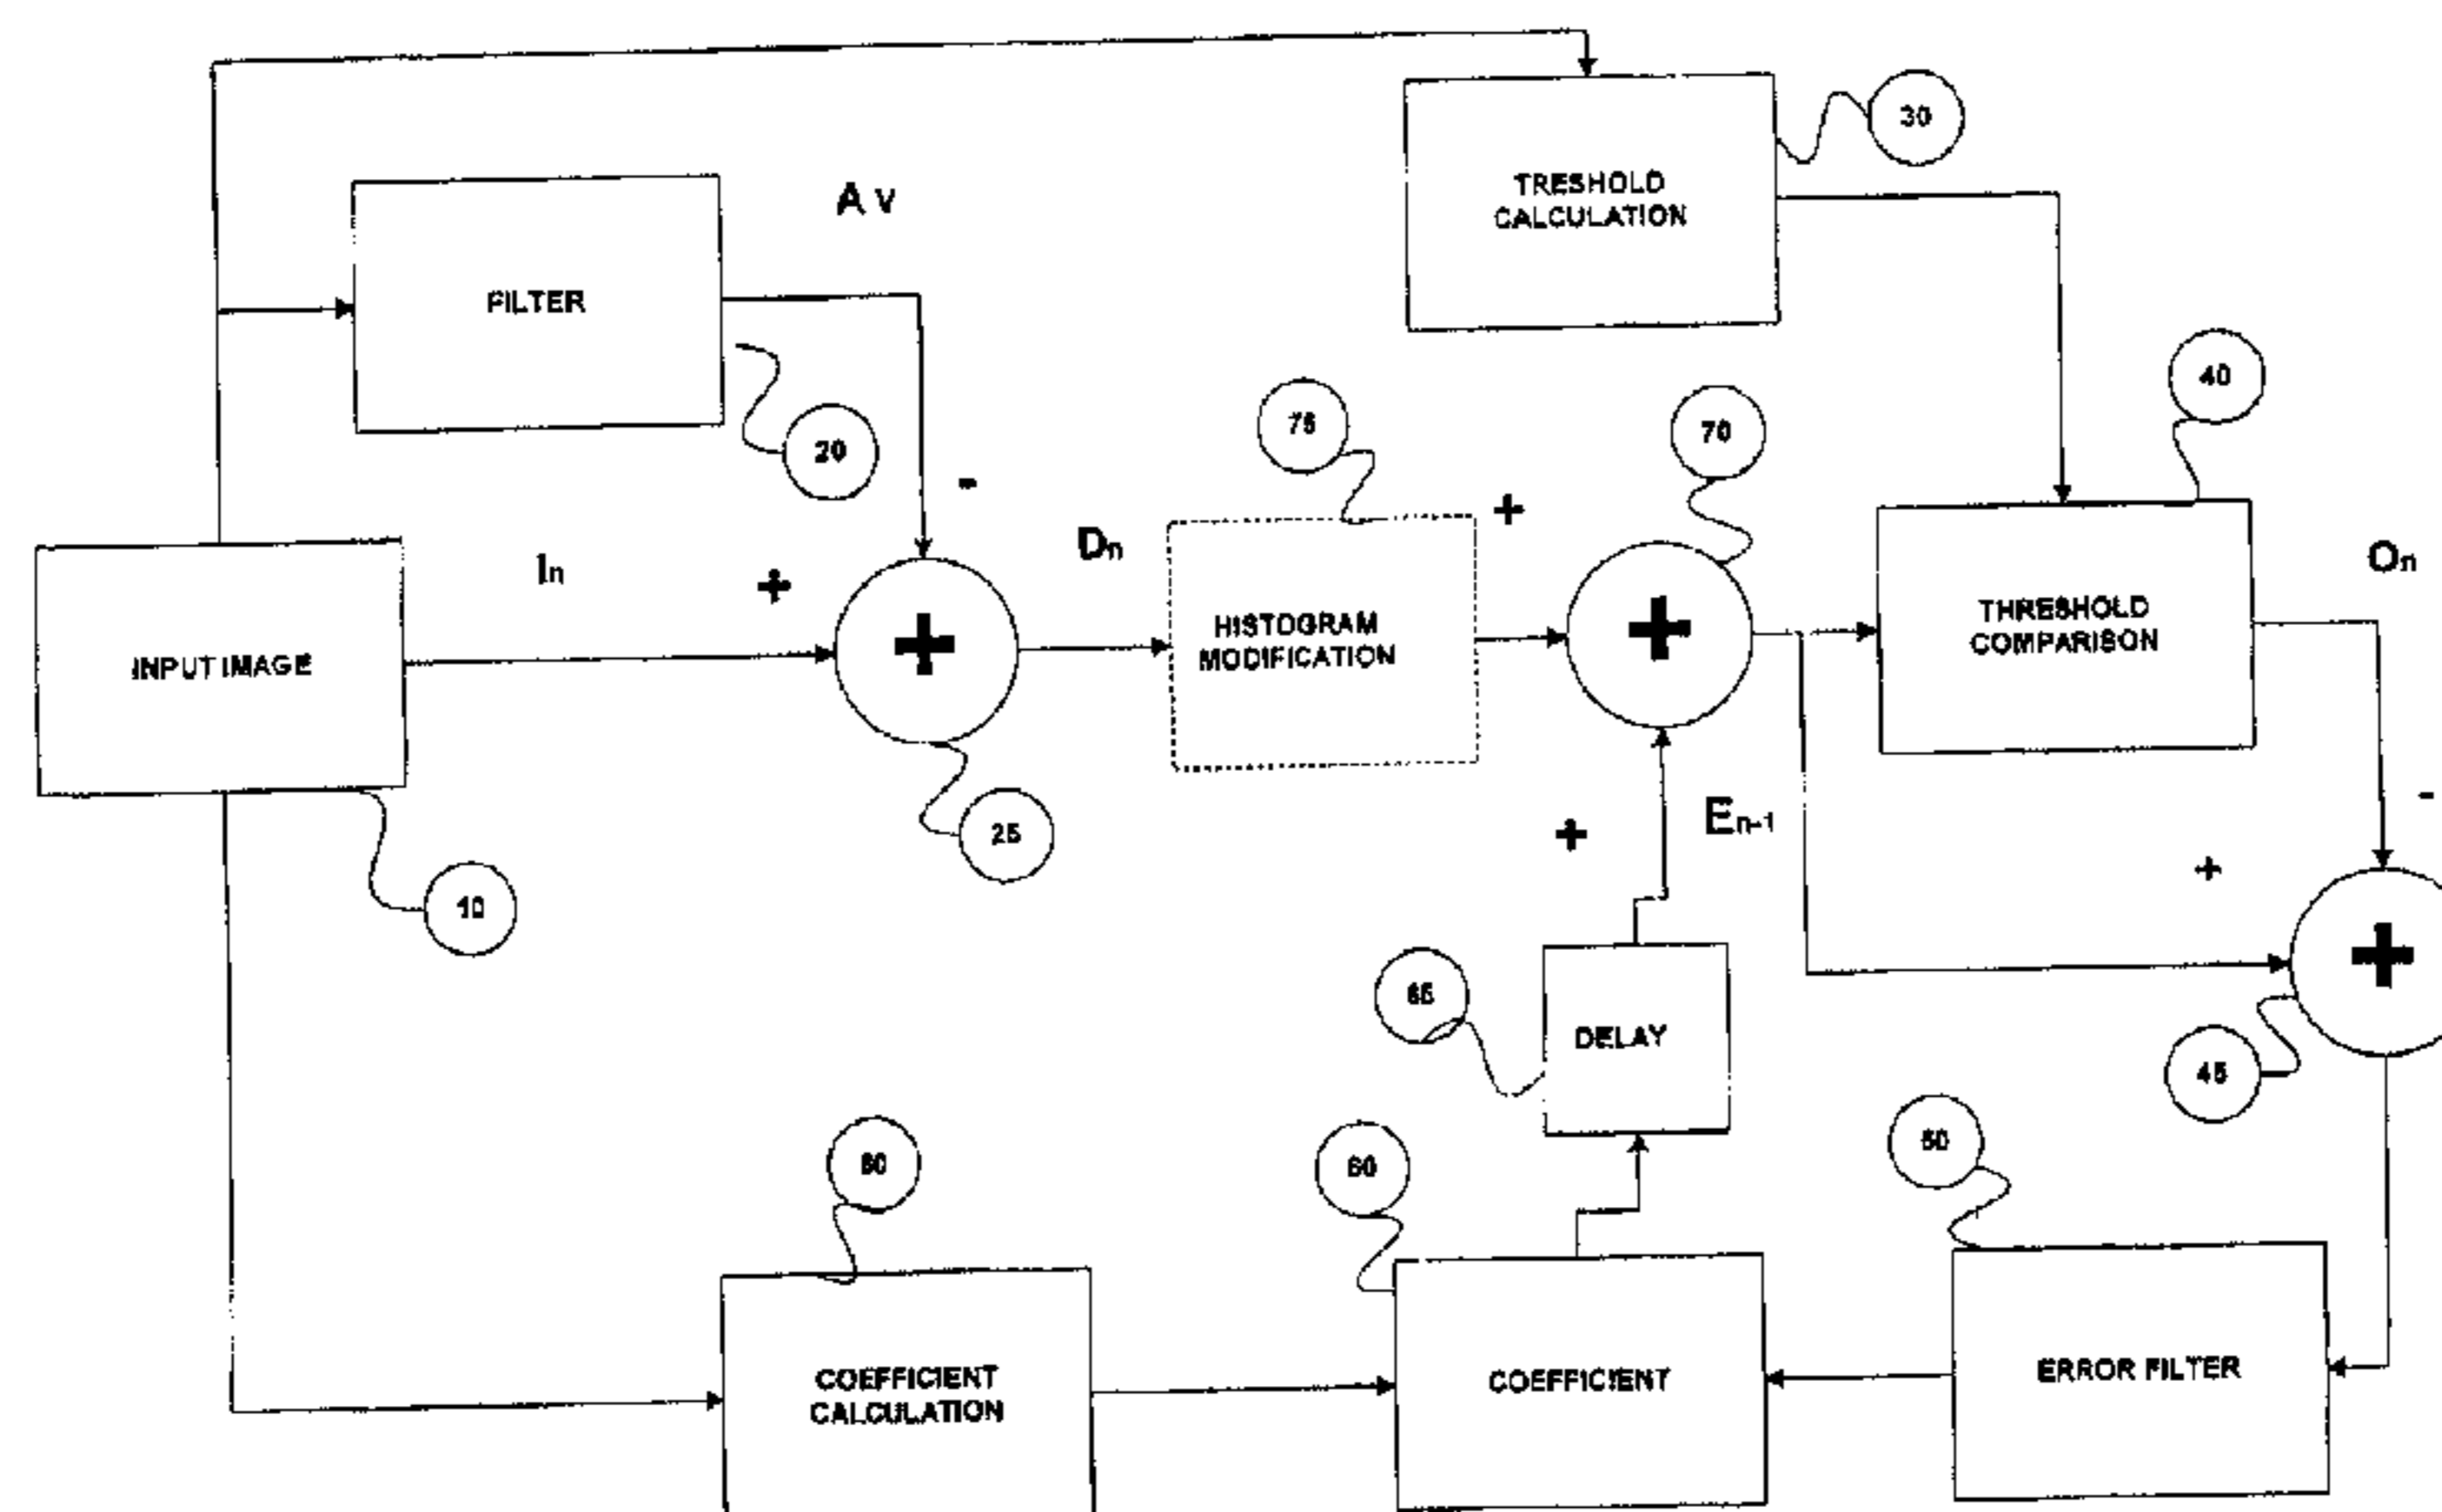 30
TRESHOLD
CALCULATION
A v
FILTER
40
75
70
20
-
+
Dn
In
+
On
+
HISTOGRAM
MODIFICATION
+
THRESHOLD
COMPARISON
INPUT IMAGE
-
En-1
+
25
+
10
+
65
DELAY
45
50
60
COEFFICIENT
CALCULATION
COEFFICIENT
ERROR FILTER